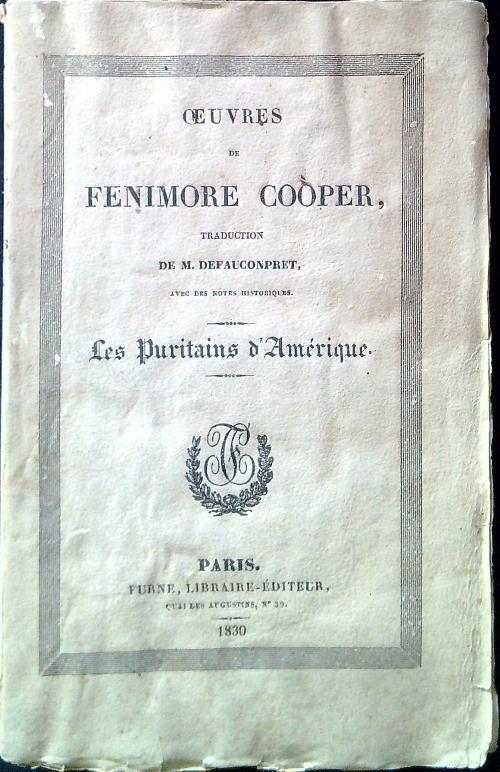 ŒUVRES
DE
FENIMORE COOPER,
TRADUCTION
DE M. DEFAUCONPRET,
AVEC DES NOTES HISTORIQUES.
Les Puritains d'Amérique.
PARIS.
FURNE, LIBRAIRE-ÉDITEUR,
QUAI DES AUGUSTINS, N° 39.
1830